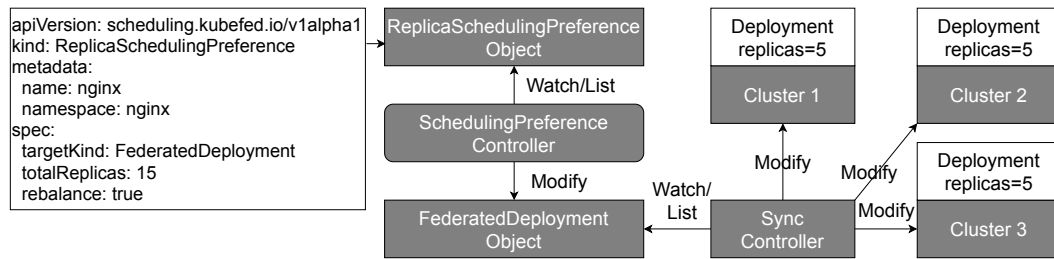 apiVersion: scheduling.kubefed.io/v1alpha1
kind: ReplicaSchedulingPreference
metadata:
  name: nginx
  namespace: nginx
spec:
  targetKind: FederatedDeployment
  totalReplicas: 15
  rebalance: true
ReplicaSchedulingPreference
Object
Watch/List
SchedulingPreference
Controller
Modify
FederatedDeployment
Object
Watch/
List
Sync
Controller
Deployment
replicas=5
Cluster 1
Modify
Deployment
replicas=5
Cluster 2
Modify
Deployment
replicas=5
Cluster 3
Modify